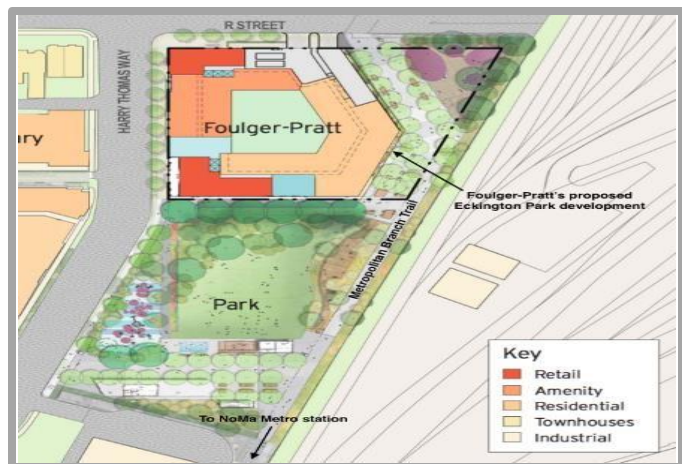 R STREET
HARRY THOMAS WAY
Foulger-Pratt
ry
Foulger-Pratt's proposed
Eckington Park development
Metropolitan Branch Trail
Park
Key
Retail
Amenity
Residential
Townhouses
Industrial
To NoMa Metro station